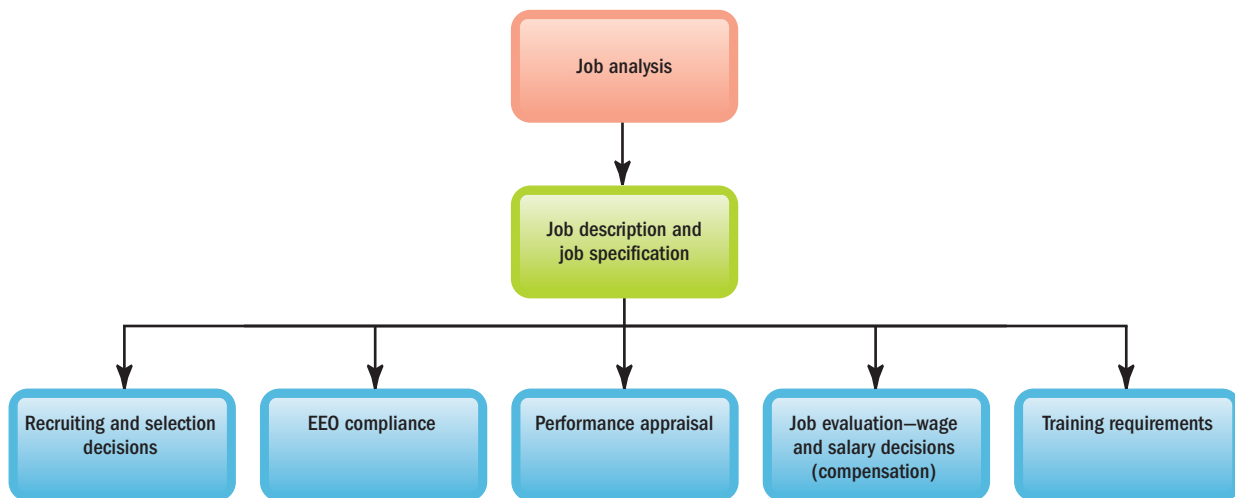 Job analysis
Job description and
job specification
Recruiting and selection
decisions
EEO compliance
Performance appraisal
Job evaluation—wage
and salary decisions
(compensation)
Training requirements